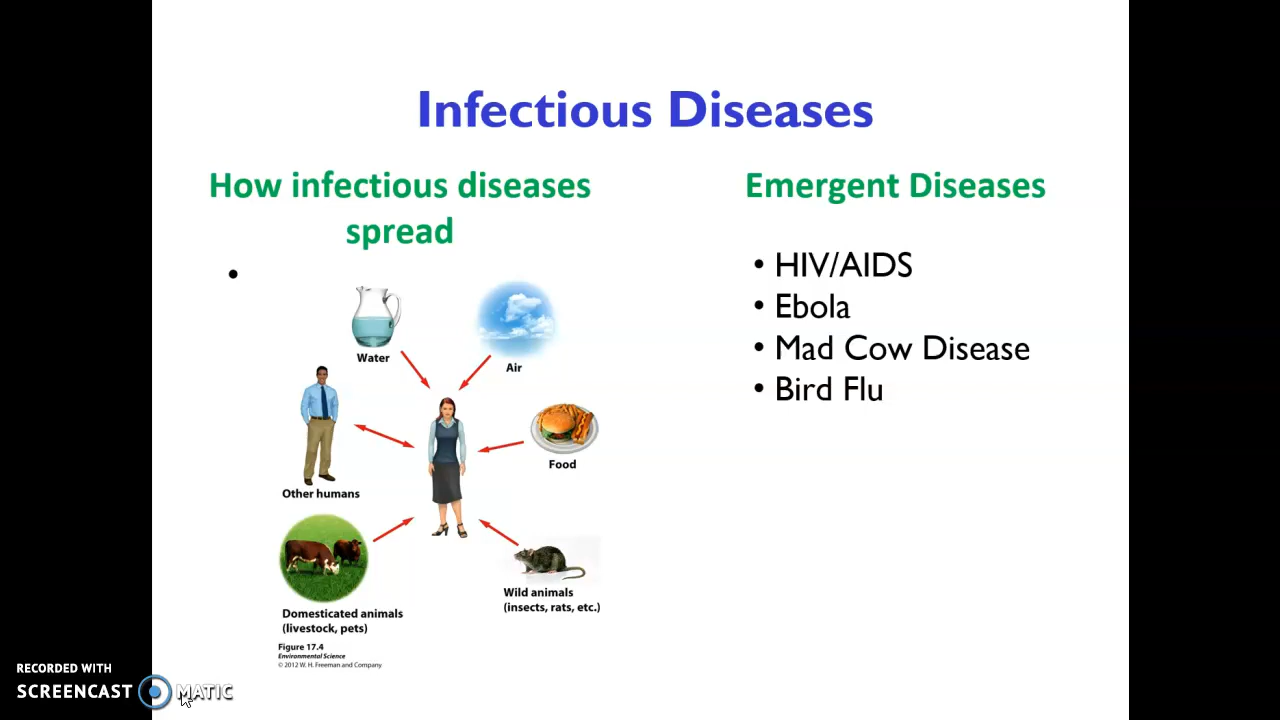 Infectious Diseases
How infectious diseases
spread
•
Water
Air
Other humans
Food
Domesticated animals
(livestock, pets)
Wild animals
(insects, rats, etc.)
Figure 17.4
Environmental Science
© 2012 W. H. Freeman and Company
Emergent Diseases
• HIV/AIDS
• Ebola
• Mad Cow Disease
• Bird Flu
RECORDED WITH
SCREENCAST MATIC